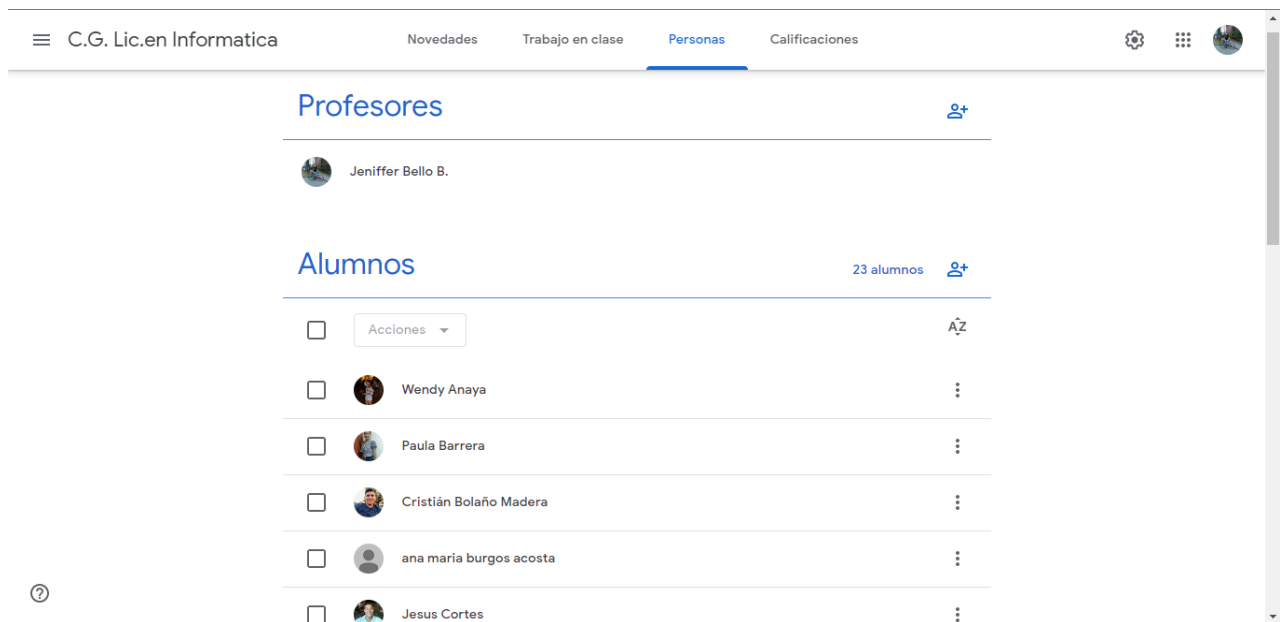 C.G. Lic.en Informatica
Novedades
Trabajo en clase
Personas
Calificaciones
Profesores
Jeniffer Bello B.
Alumnos
23 alumnos
Acciones
AZ
Wendy Anaya
Paula Barrera
Cristián Bolaño Madera
ana maria burgos acosta
Jesus Cortes